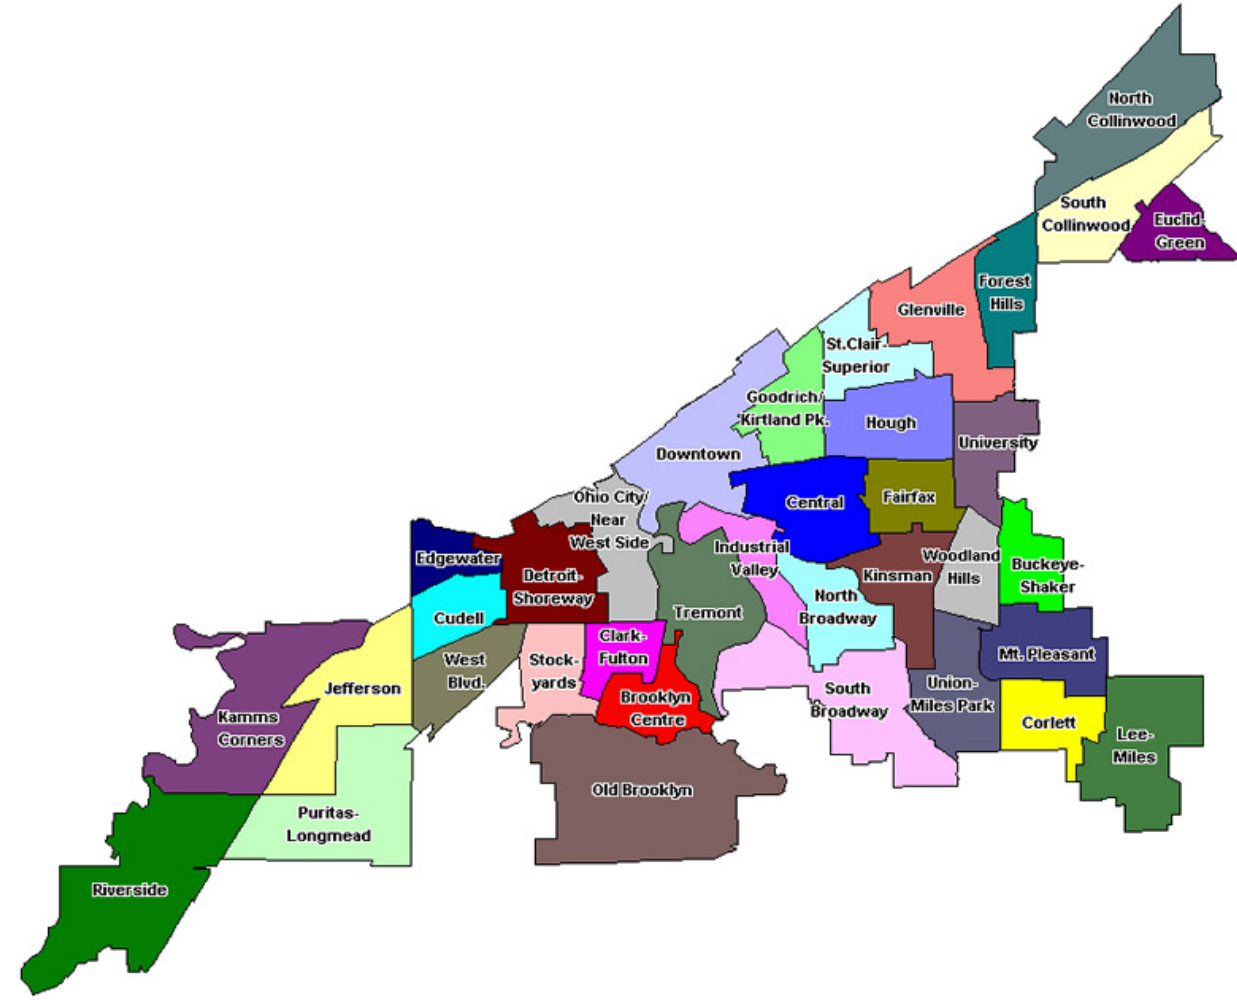 North
Collinwood
South
Collinwood
Euclid-
Green
Forest
Hills
Glenville
St.Clair-
Superior
Goodrich/
Kirtland Pk.
Hough
University
Downtown
Ohio City/
Near
West Side
Central
Fairfax
Industrial
Valley
Edgewater
Detroit-
Shoreway
Kinsman
Woodland
Hills
Buckeye-
Shaker
Cudell
Tremont
North
Broadway
Clark-
Fulton
West
Blvd.
Stock-
yards
Mt. Pleasant
Jefferson
Brooklyn
Centre
South
Broadway
Union-
Miles Park
Kamms
Corners
Corlett
Lee-
Miles
Old Brooklyn
Puritas-
Longmead
Riverside